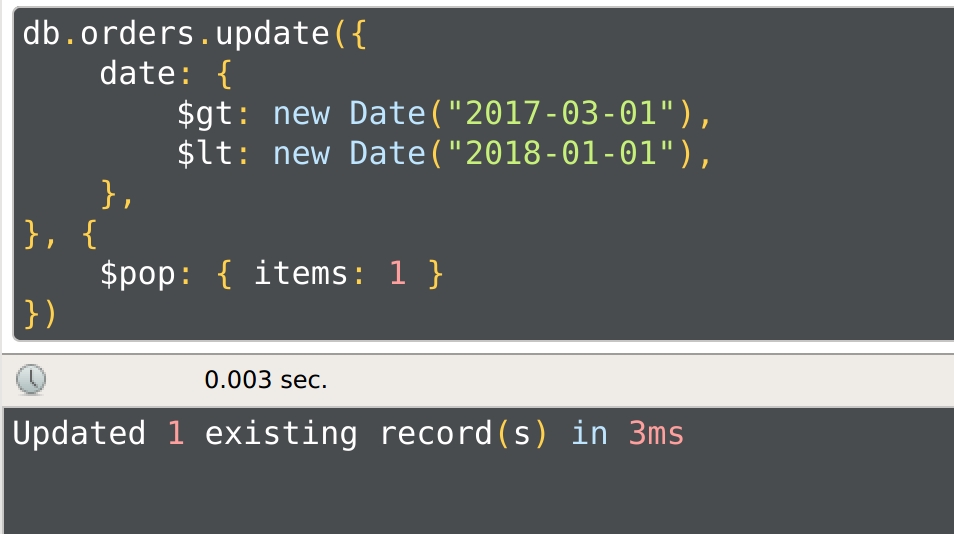 db.orders.update({
    date: {
        $gt: new Date("2017-03-01"),
        $lt: new Date("2018-01-01"),
    },
}, {
    $pop: { items: 1 }
})
0.003 sec.
Updated 1 existing record(s) in 3ms